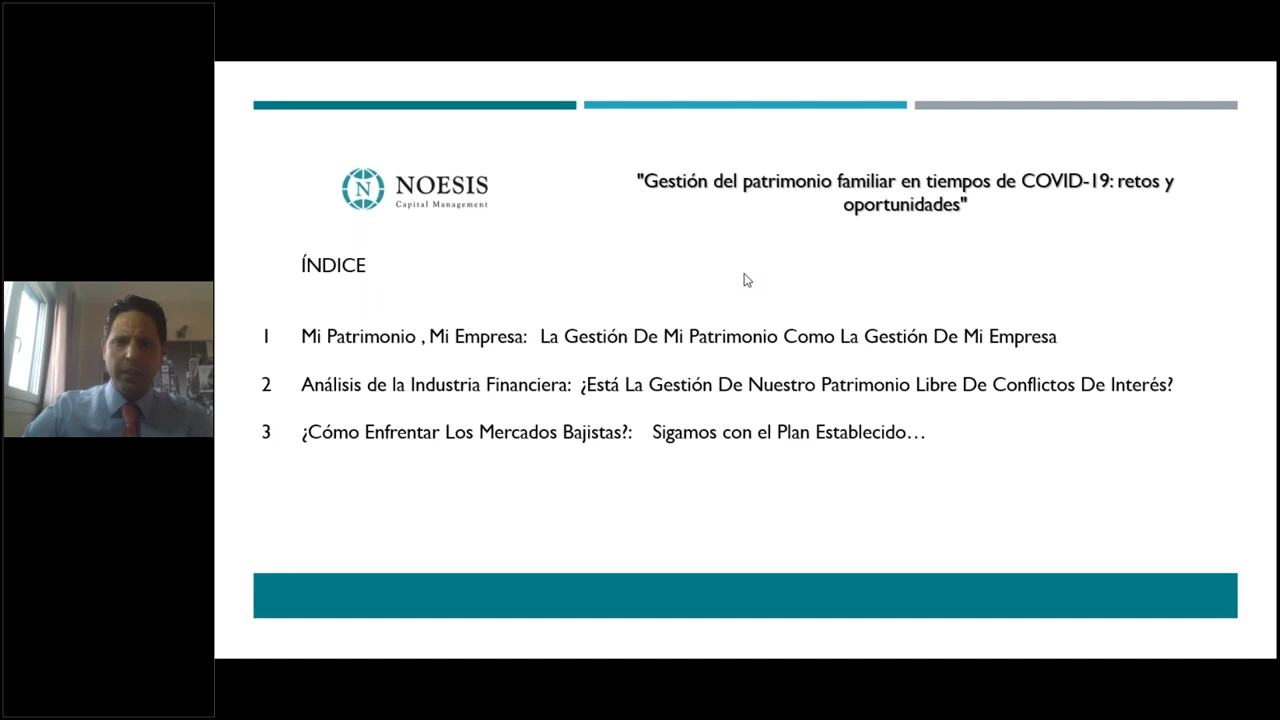 N
NOESIS
Capital Management
"Gestión del patrimonio familiar en tiempos de COVID-19: retos y
oportunidades"
ÍNDICE
1 Mi Patrimonio , Mi Empresa: La Gestión De Mi Patrimonio Como La Gestión De Mi Empresa
2 Análisis de la Industria Financiera: ¿Está La Gestión De Nuestro Patrimonio Libre De Conflictos De Interés?
3 ¿Cómo Enfrentar Los Mercados Bajistas?: Sigamos con el Plan Establecido…